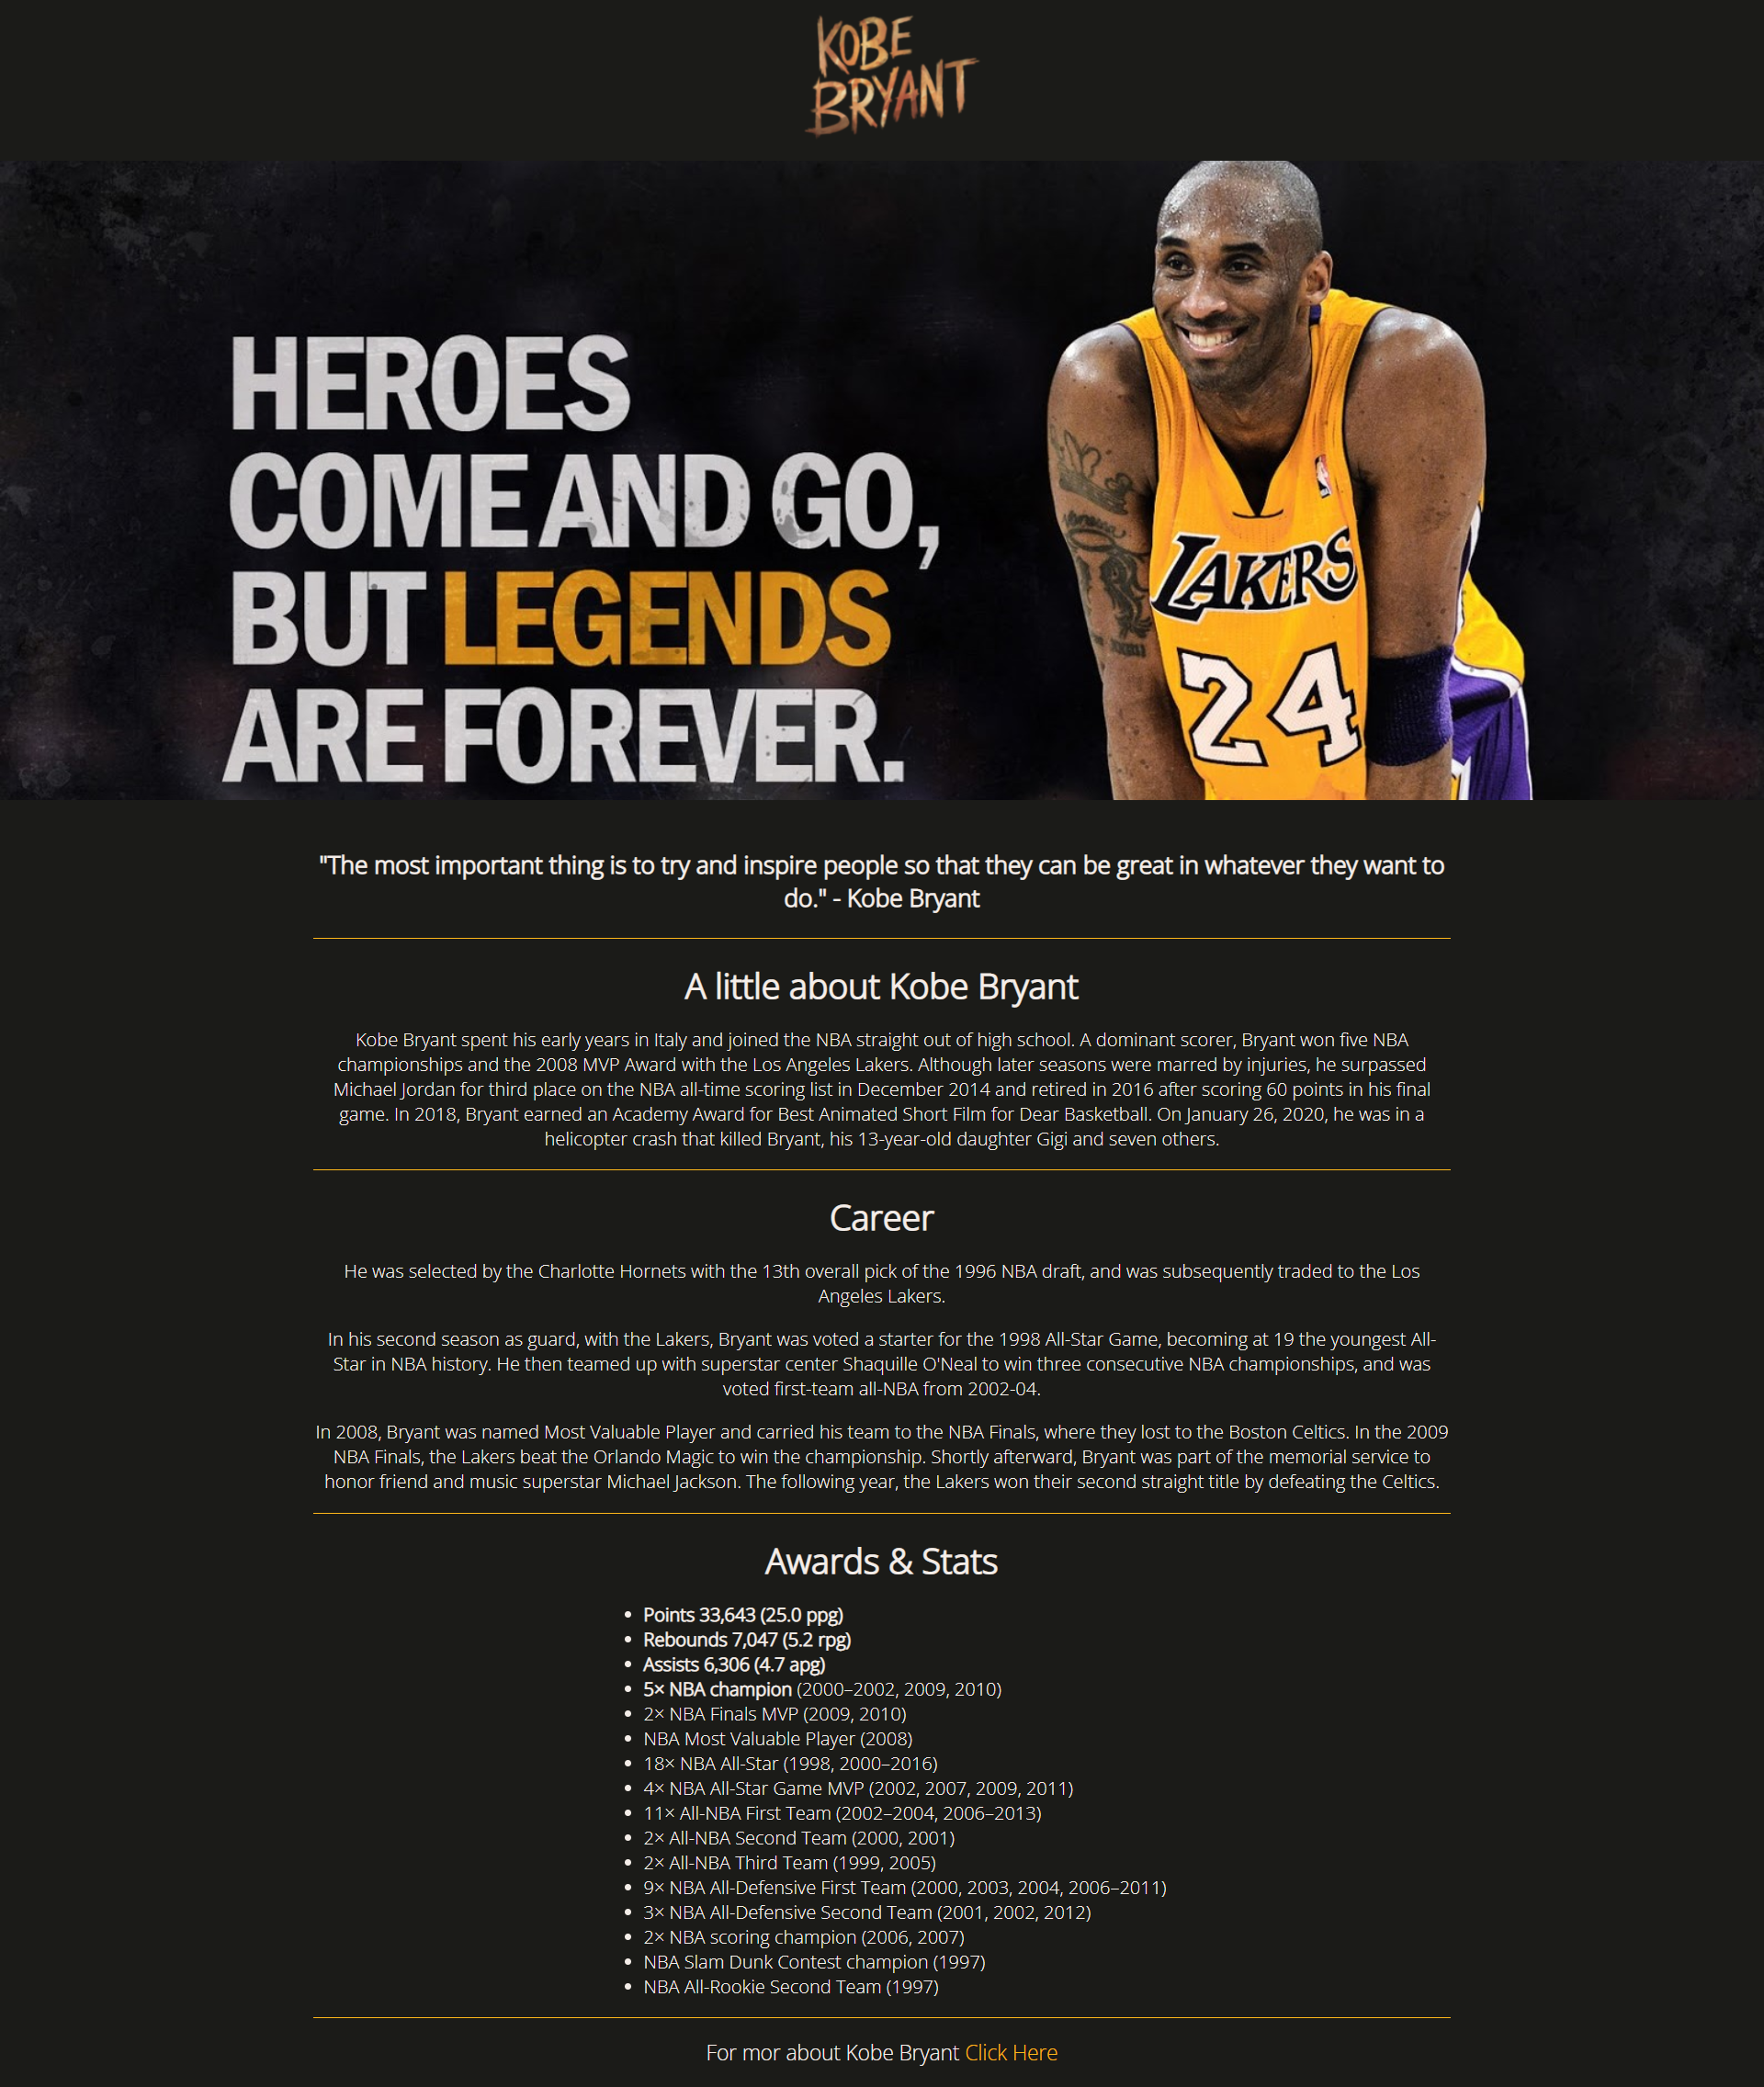 KOBE
BRYANT
HEROES
COME AND GO,
BUT LEGENDS
ARE FOREVER.
LAKERS
24
"The most important thing is to try and inspire people so that they can be great in whatever they want to
do." - Kobe Bryant
A little about Kobe Bryant
Kobe Bryant spent his early years in Italy and joined the NBA straight out of high school. A dominant scorer, Bryant won five NBA
championships and the 2008 MVP Award with the Los Angeles Lakers. Although later seasons were marred by injuries, he surpassed
Michael Jordan for third place on the NBA all-time scoring list in December 2014 and retired in 2016 after scoring 60 points in his final
game. In 2018, Bryant earned an Academy Award for Best Animated Short Film for Dear Basketball. On January 26, 2020, he was in a
helicopter crash that killed Bryant, his 13-year-old daughter Gigi and seven others.
Career
He was selected by the Charlotte Hornets with the 13th overall pick of the 1996 NBA draft, and was subsequently traded to the Los
Angeles Lakers.
In his second season as guard, with the Lakers, Bryant was voted a starter for the 1998 All-Star Game, becoming at 19 the youngest All-
Star in NBA history. He then teamed up with superstar center Shaquille O'Neal to win three consecutive NBA championships, and was
voted first-team all-NBA from 2002-04.
In 2008, Bryant was named Most Valuable Player and carried his team to the NBA Finals, where they lost to the Boston Celtics. In the 2009
NBA Finals, the Lakers beat the Orlando Magic to win the championship. Shortly afterward, Bryant was part of the memorial service to
honor friend and music superstar Michael Jackson. The following year, the Lakers won their second straight title by defeating the Celtics.
Awards & Stats
• Points 33,643 (25.0 ppg)
• Rebounds 7,047 (5.2 rpg)
• Assists 6,306 (4.7 apg)
• 5× NBA champion (2000–2002, 2009, 2010)
• 2× NBA Finals MVP (2009, 2010)
• NBA Most Valuable Player (2008)
• 18× NBA All-Star (1998, 2000–2016)
• 4× NBA All-Star Game MVP (2002, 2007, 2009, 2011)
• 11× All-NBA First Team (2002–2004, 2006–2013)
• 2× All-NBA Second Team (2000, 2001)
• 2× All-NBA Third Team (1999, 2005)
• 9× NBA All-Defensive First Team (2000, 2003, 2004, 2006–2011)
• 3× NBA All-Defensive Second Team (2001, 2002, 2012)
• 2× NBA scoring champion (2006, 2007)
• NBA Slam Dunk Contest champion (1997)
• NBA All-Rookie Second Team (1997)
For mor about Kobe Bryant Click Here